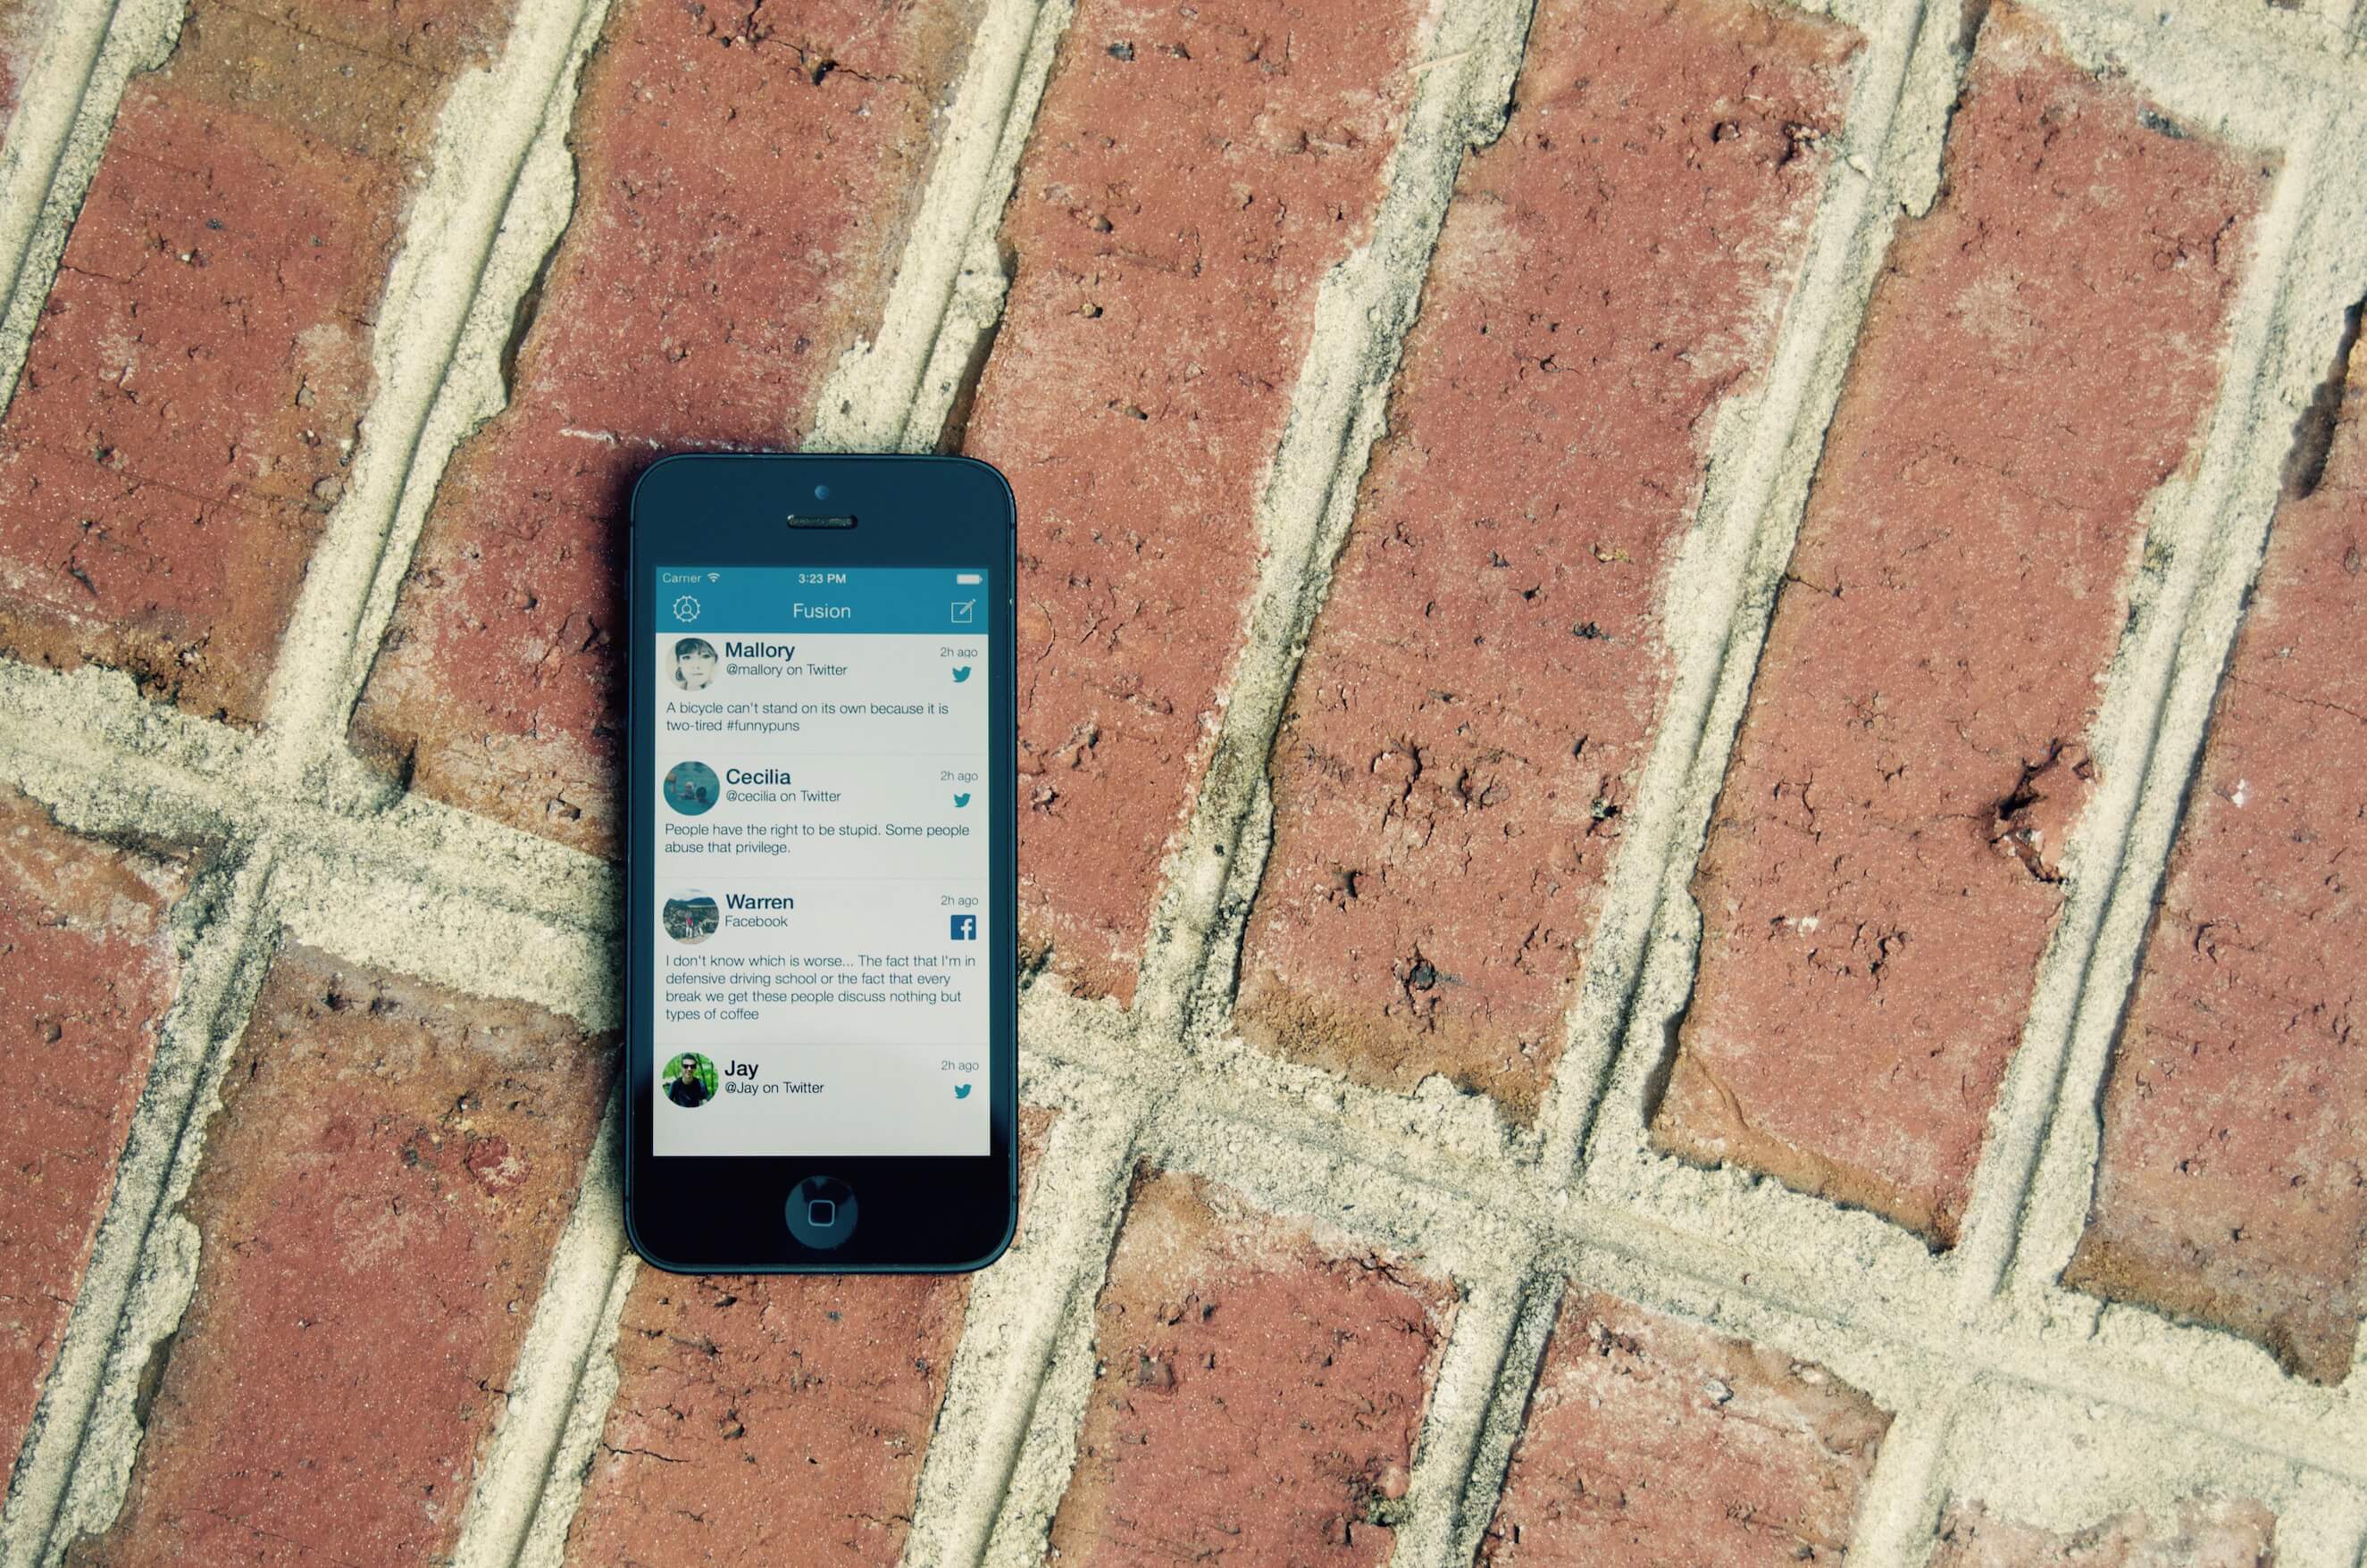 Carrier 3:23 PM
Fusion
Mallory 2h ago
@mallory on Twitter
A bicycle can't stand on its own because it is
two-tired #funnypuns
Cecilia 2h ago
@cecilia on Twitter
People have the right to be stupid. Some people
abuse that privilege.
Warren 2h ago
Facebook
I don't know which is worse... The fact that I'm in
defensive driving school or the fact that every
break we get these people discuss nothing but
types of coffee
Jay 2h ago
@Jay on Twitter